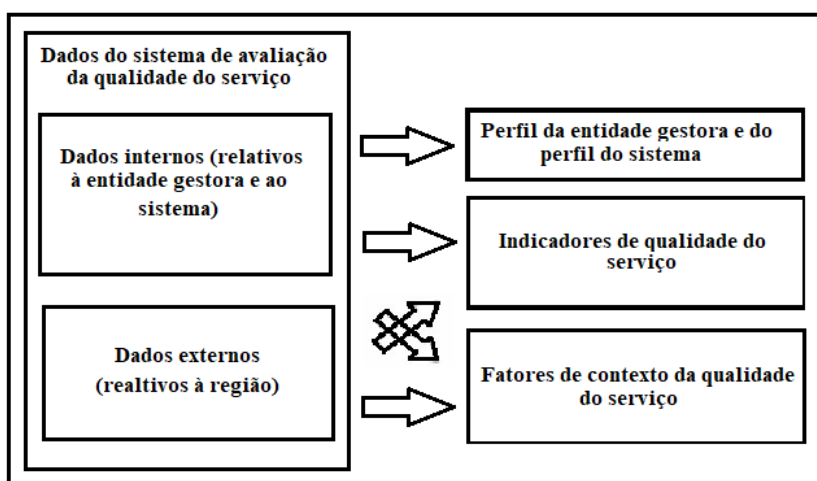 Dados do sistema de avaliação
da qualidade do serviço
Dados internos (relativos
à entidade gestora e ao
sistema)
Dados externos
(realtivos à região)
Perfil da entidade gestora e do
perfil do sistema
Indicadores de qualidade do
serviço
Fatores de contexto da qualidade
do serviço